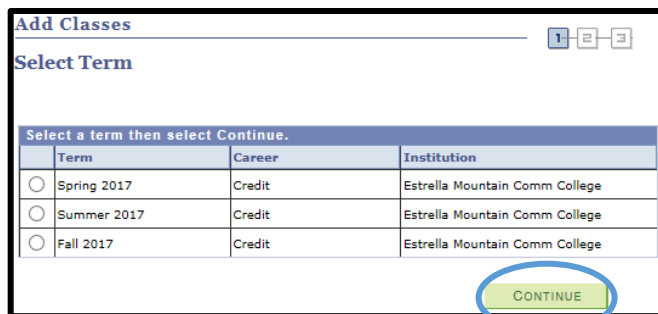 Add Classes
1 2 3
Select Term
Select a term then select Continue.
Term Career Institution
Spring 2017 Credit Estrella Mountain Comm College
Summer 2017 Credit Estrella Mountain Comm College
Fall 2017 Credit Estrella Mountain Comm College
CONTINUE